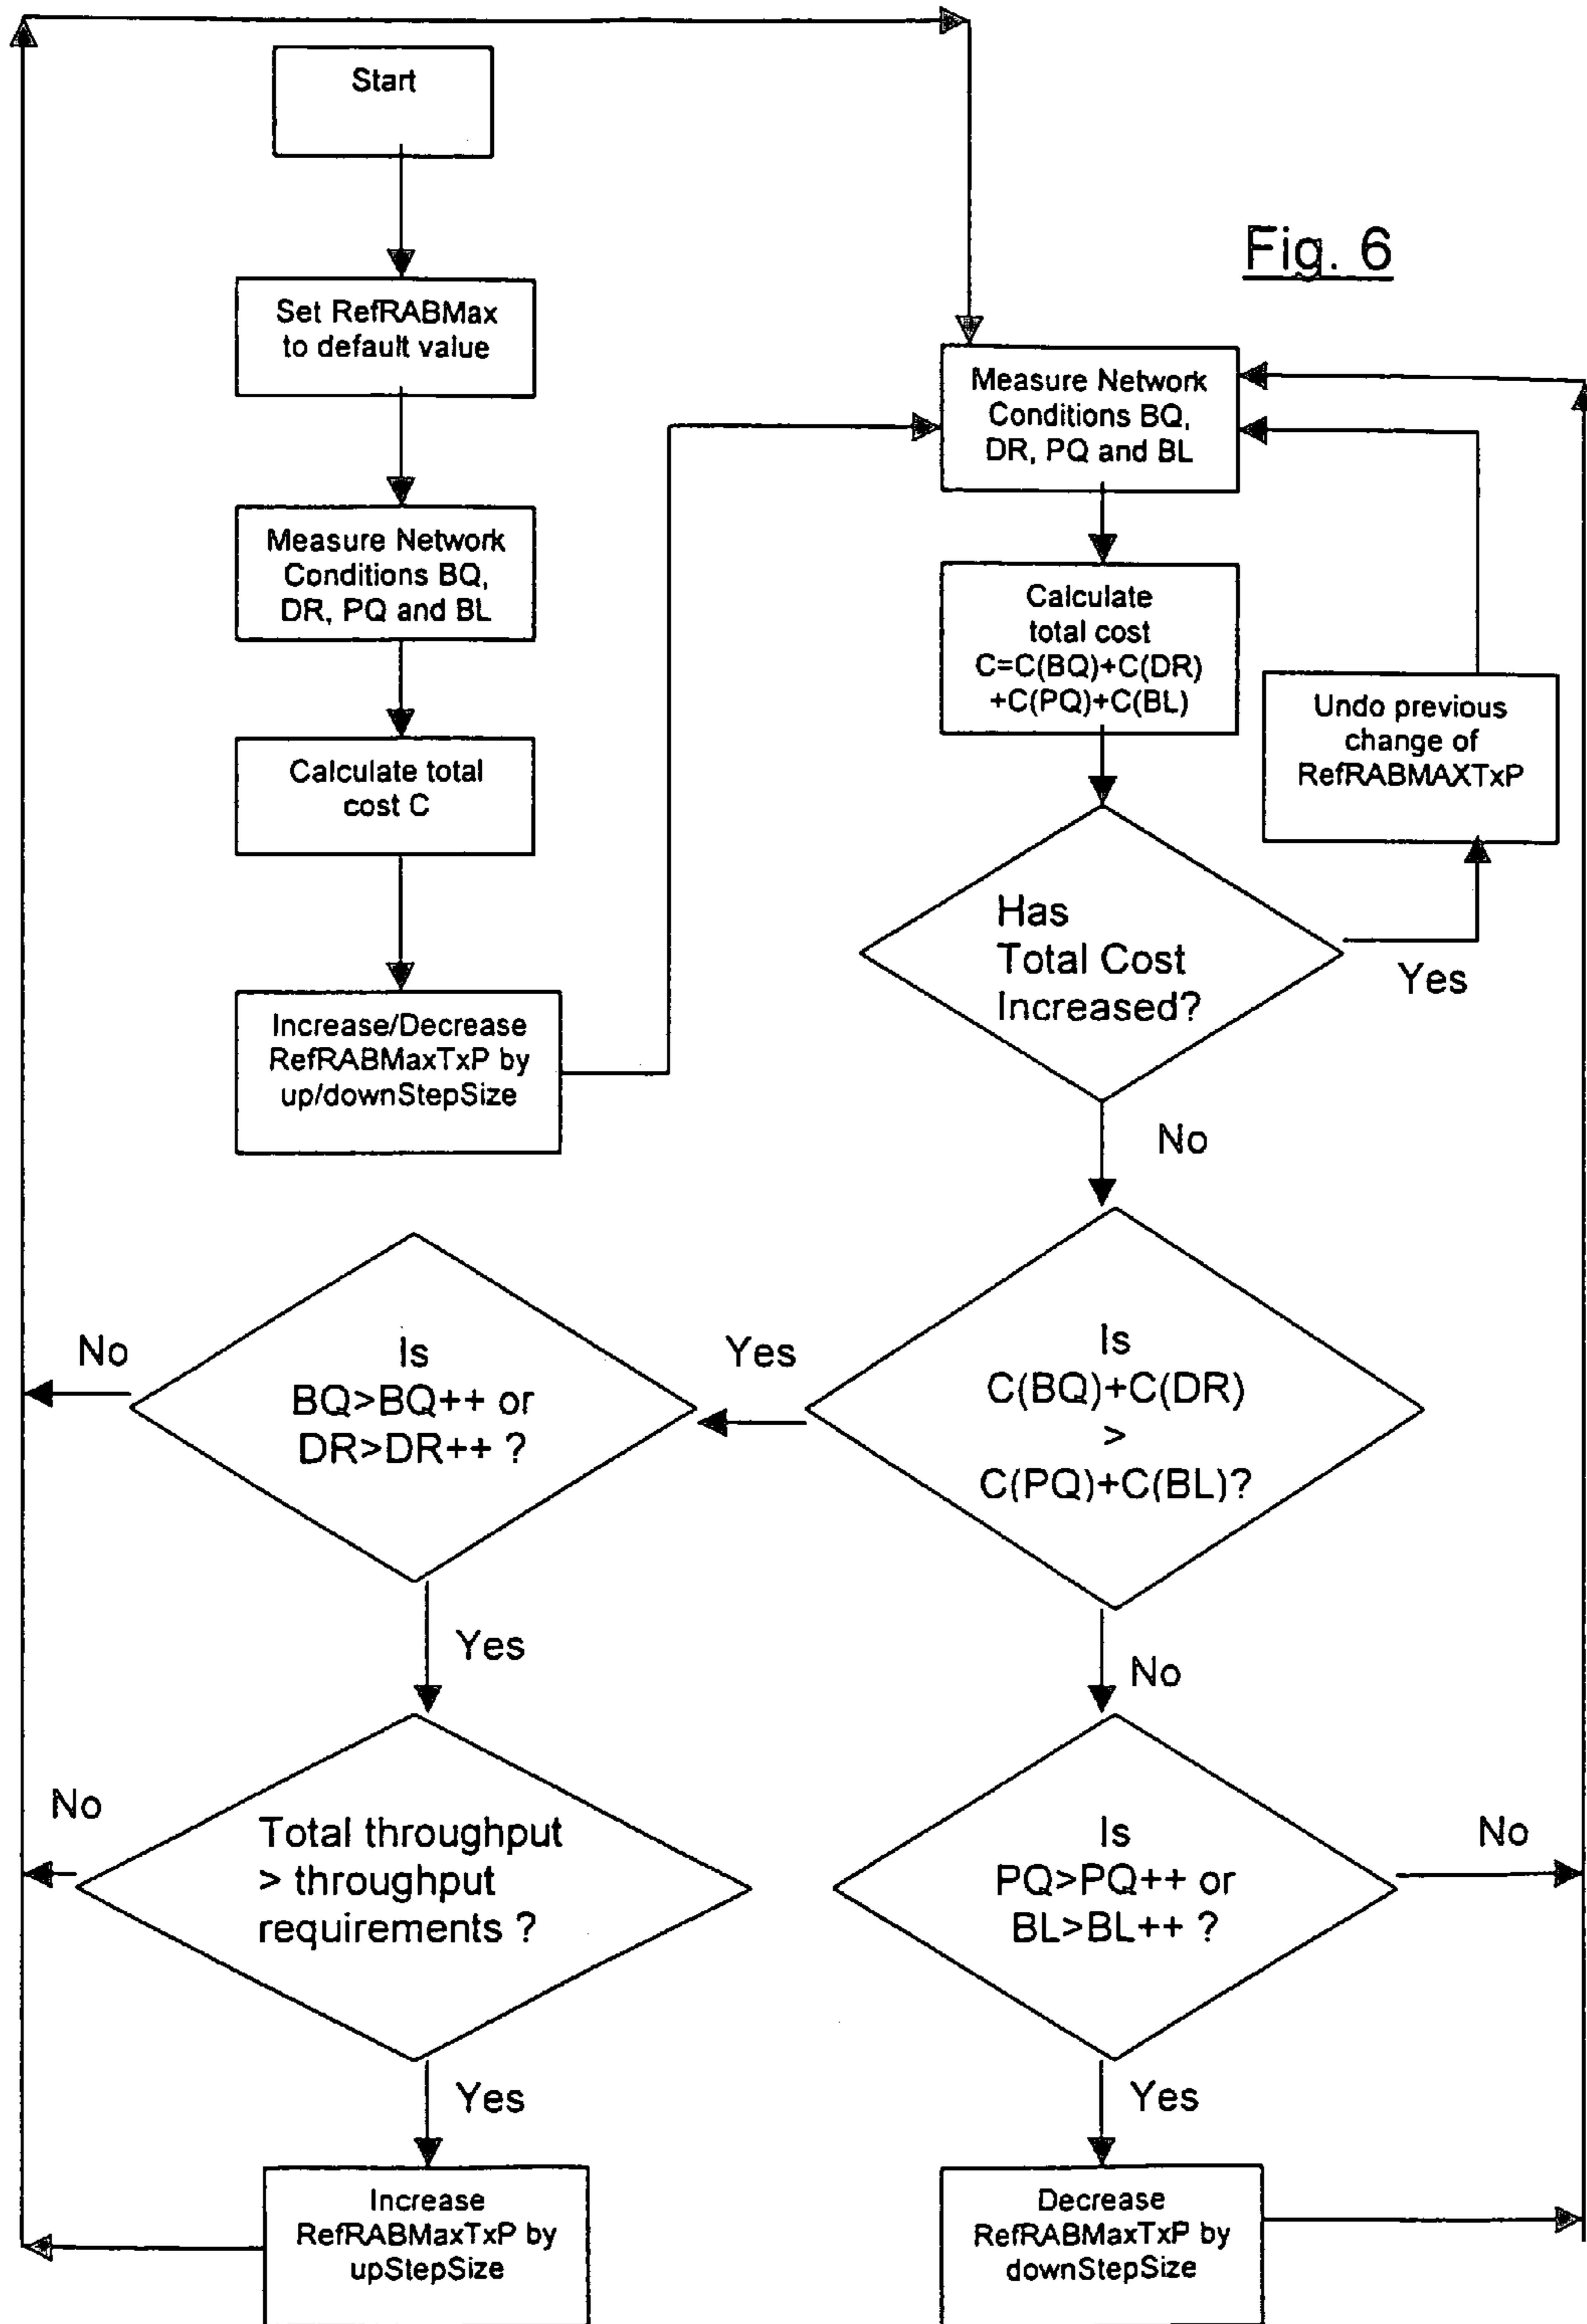 Start
Fig. 6
Set RefRABMax
to default value
Measure Network
Conditions BQ,
DR, PQ and BL
Calculate total
cost C
Increase/Decrease
RefRABMaxTxP by
up/downStepSize
Measure Network
Conditions BQ,
DR, PQ and BL
Calculate
total cost
C=C(BQ)+C(DR)
+C(PQ)+C(BL)
Undo previous
change of
RefRABMAXTxP
Has
Total Cost
Increased?
Yes
No
Is
C(BQ)+C(DR)
>
C(PQ)+C(BL)?
Yes
No
Is
BQ>BQ++ or
DR>DR++ ?
No
Yes
Total throughput
> throughput
requirements ?
No
Yes
Increase
RefRABMaxTxP by
upStepSize
Is
PQ>PQ++ or
BL>BL++ ?
No
Yes
Decrease
RefRABMaxTxP by
downStepSize